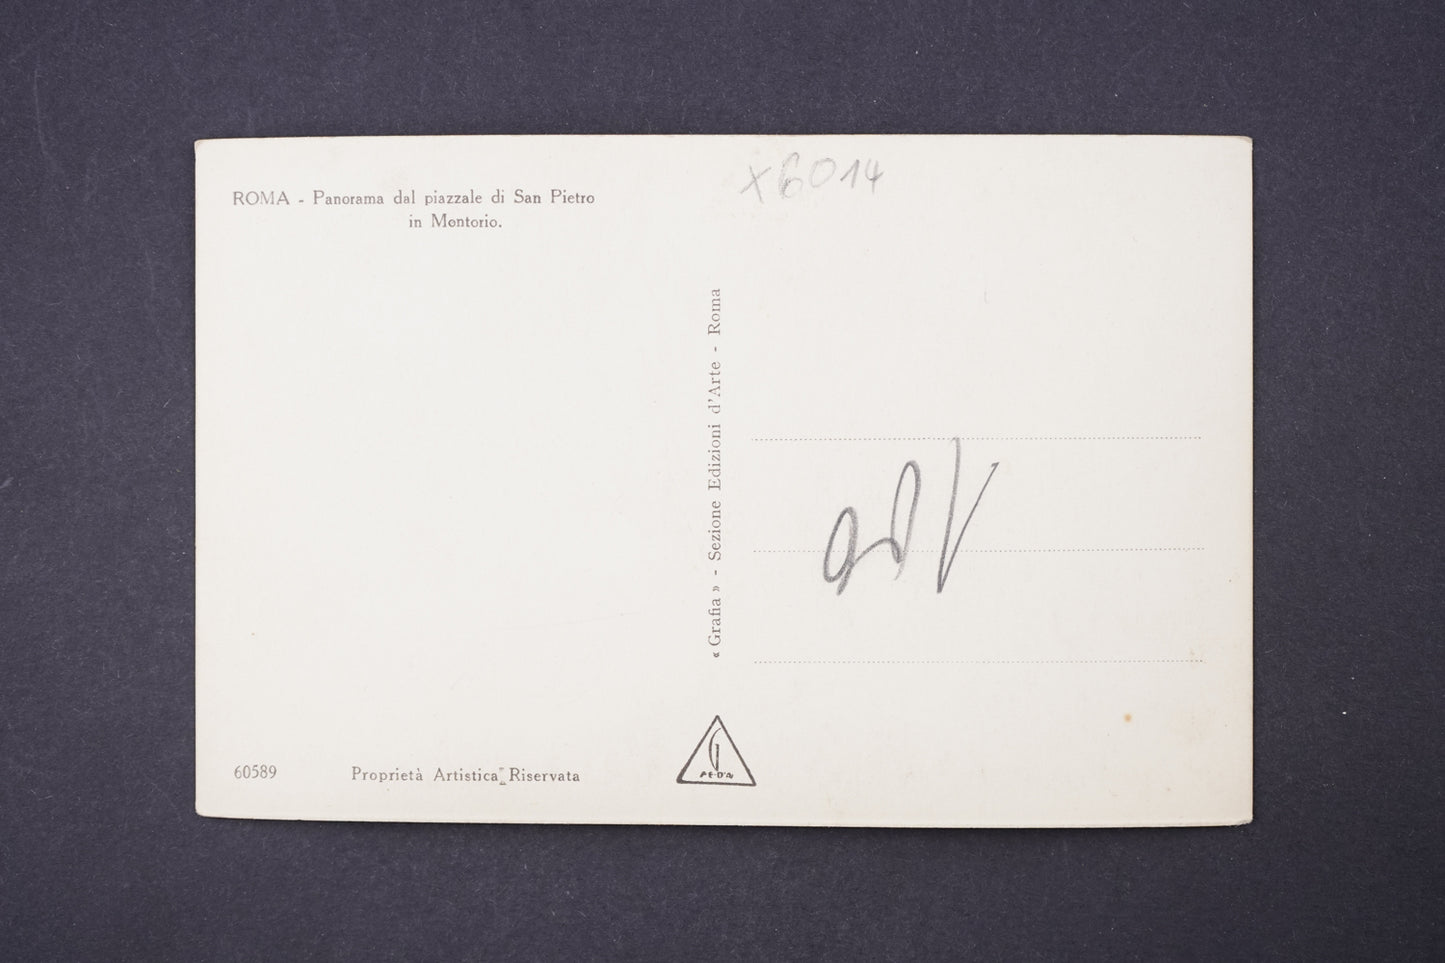 ROMA - Panorama dal piazzale di San Pietro
in Montorio.
X6014
« Grafia » - Sezione Edizioni d'Arte - Roma
60589
Proprietà Artistica Riservata